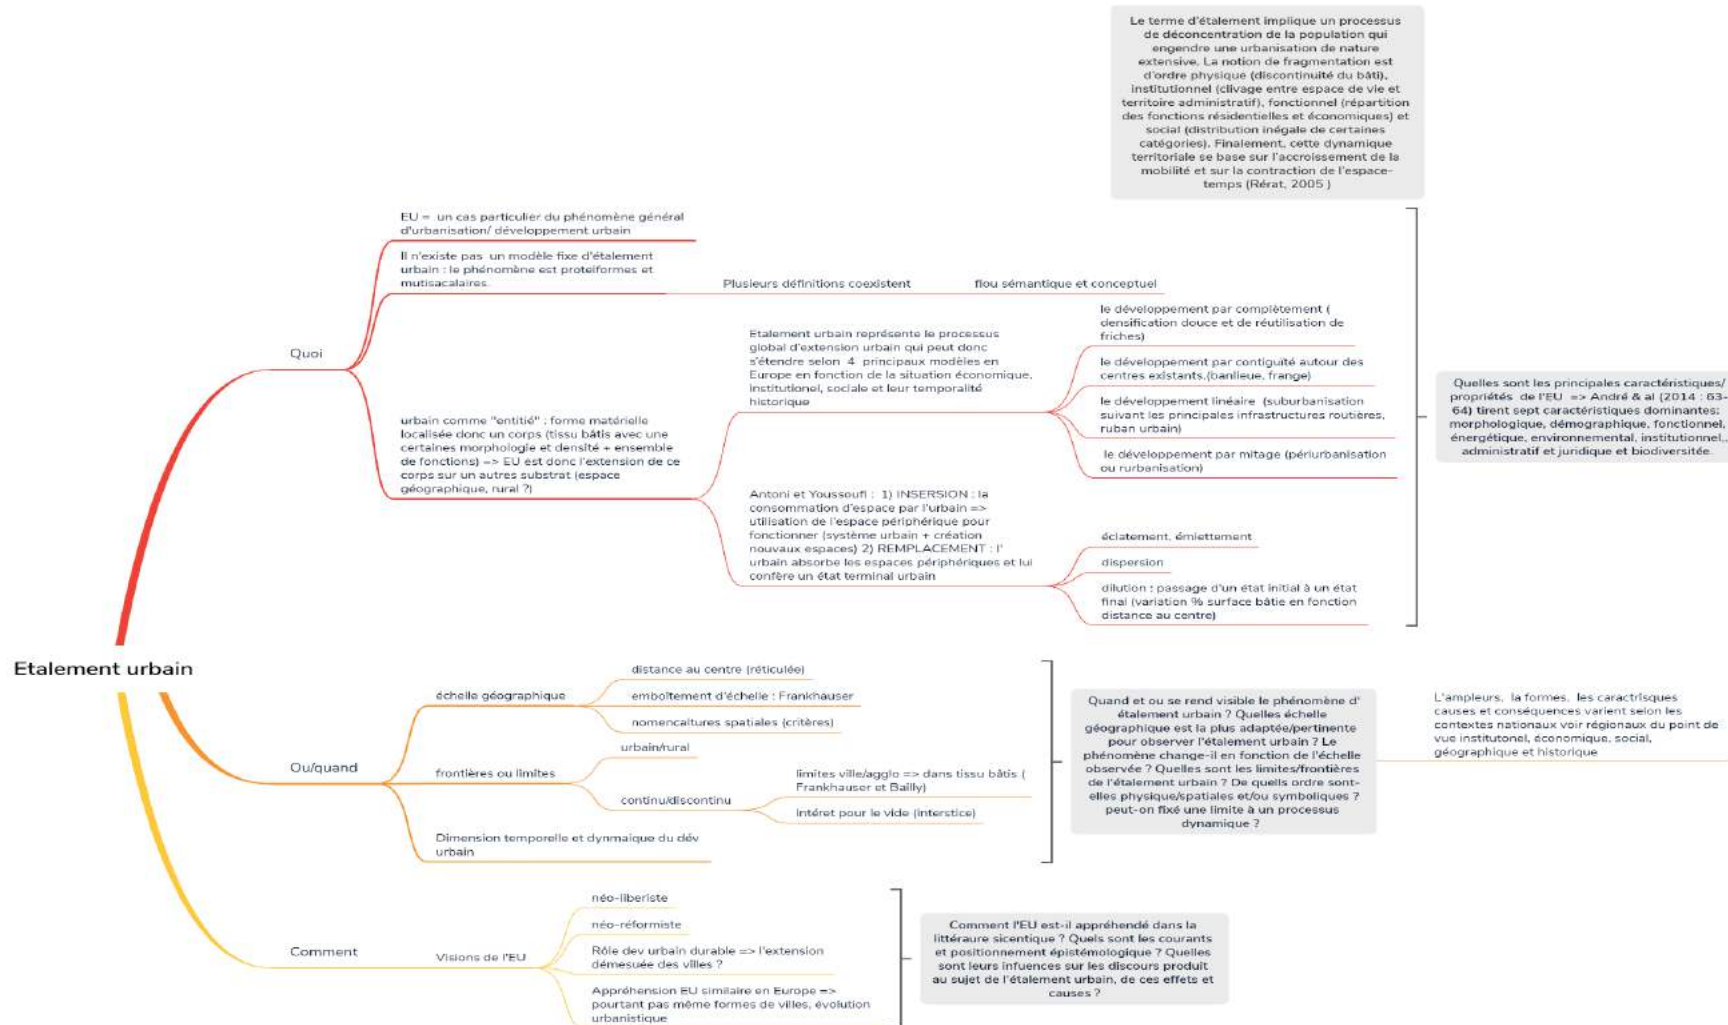 Le terme d'étalement implique un processus
de déconcentration de la population qui
engendre une urbanisation de nature
extensive. La notion de fragmentation est
d'ordre physique (discontinuité du bâti),
institutionnel (clivage entre espace de vie et
territoire administratif), fonctionnel (répartition
des fonctions résidentielles et économiques) et
social (distribution inégale de certaines
catégories). Finalement, cette dynamique
territoriale se base sur l'accroissement de la
mobilité et sur la contraction de l'espace-
temps (Rérat, 2005 )
Etalement urbain
Quoi
EU = un cas particulier du phénomène général
d'urbanisation/ développement urbain
Il n'existe pas un modèle fixe d'étalement
urbain : le phénomène est proteiformes et
mutisacalaires.
Plusieurs définitions coexistent
flou sémantique et conceptuel
urbain comme "entitié" : forme matérielle
localisée donc un corps (tissu bâtis avec une
certaines morphologie et densité + ensemble
de fonctions) => EU est donc l'extension de ce
corps sur un autres substrat (espace
géographique, rural ?)
Etalement urbain représente le processus
global d'extension urbain qui peut donc
s'étendre selon 4 principaux modèles en
Europe en fonction de la situation économique,
institutionel, sociale et leur temporalité
historique
le développement par complètement (
densification douce et de réutilisation de
friches)
le développement par contiguïté autour des
centres existants,(banlieue, frange)
le développement linéaire (suburbanisation
suivant les principales infrastructures routières,
ruban urbain)
le développement par mitage (périurbanisation
ou rurbanisation)
Antoni et Youssoufi : 1) INSERSION : la
consommation d'espace par l'urbain =>
utilisation de l'espace périphérique pour
fonctionner (système urbain + création
nouvaux espaces) 2) REMPLACEMENT : l'
urbain absorbe les espaces périphériques et lui
confère un état terminal urbain
éclatement, émiettement
dispersion
dilution : passage d'un état initial à un état
final (variation % surface bâtie en fonction
distance au centre)
Quelles sont les principales caractéristiques/
propriétés de l'EU => André & al (2014 : 63-
64) tirent sept caractéristiques dominantes:
morphologique, démographique, fonctionnel,
énergétique, environnemental, institutionnel,,
administratif et juridique et biodiversitée.
Ou/quand
échelle géographique
distance au centre (réticulée)
emboîtement d'échelle : Frankhauser
nomencaltures spatiales (critères)
frontières ou limites
urbain/rural
continu/discontinu
limites ville/agglo => dans tissu bâtis (
Frankhauser et Bailly)
Intéret pour le vide (interstice)
Dimension temporelle et dynmaique du dév
urbain
Quand et ou se rend visible le phénomène d'
étalement urbain ? Quelles échelle
géographique est la plus adaptée/pertinente
pour observer l'étalement urbain ? Le
phénomène change-il en fonction de l'échelle
observée ? Quelles sont les limites/frontières
de l'étalement urbain ? De quells ordre sont-
elles physique/spatiales et/ou symboliques ?
peut-on fixé une limite à un processus
dynamique ?
L'ampleurs, la formes, les caractrisques
causes et conséquences varient selon les
contextes nationaux voir régionaux du point de
vue institutonel, économique, social,
géographique et historique
Comment
Visions de l'EU
néo-liberiste
néo-réformiste
Rôle dev urbain durable => l'extension
démesuée des villes ?
Appréhension EU similaire en Europe =>
pourtant pas même formes de villes, évolution
urbanistique
Comment l'EU est-il appréhendé dans la
littéraure sicentique ? Quels sont les courants
et positionnement épistémologique ? Quelles
sont leurs infuences sur les discours produit
au sujet de l'étalement urbain, de ces effets et
causes ?